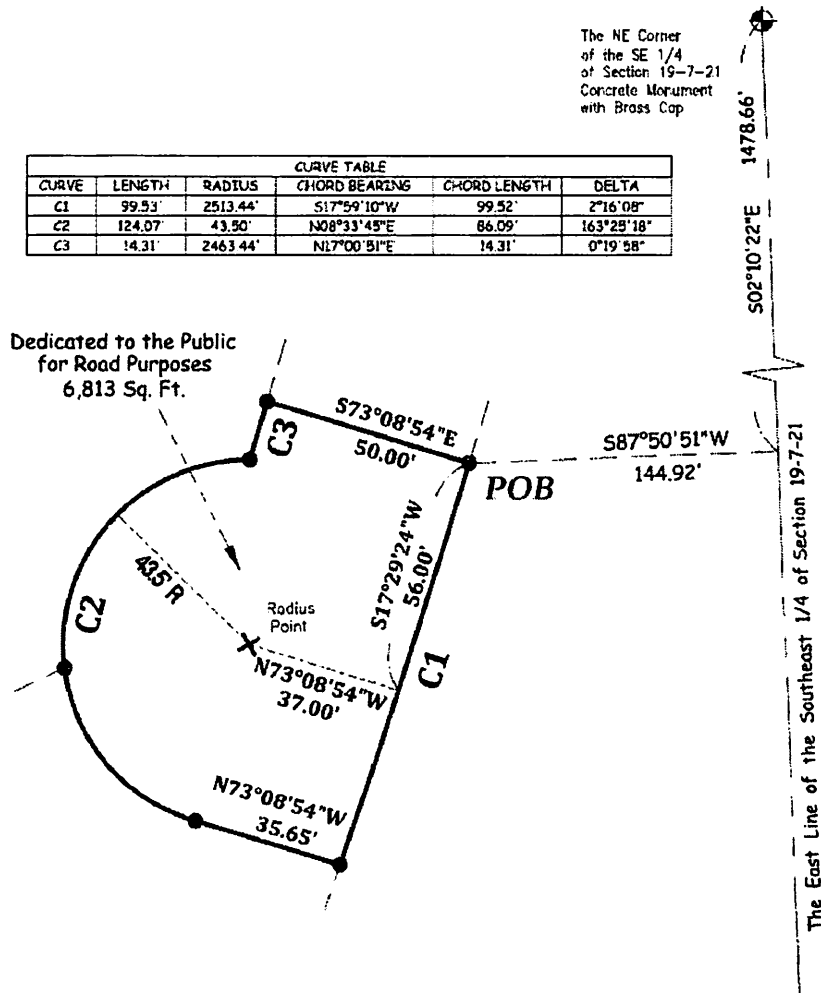 The NE Corner
of the SE 1/4
of Section 19-7-21
Concrete Monument
with Brass Cap
1478.66'
S02°10'22"E
CURVE TABLE
CURVE LENGTH RADIUS CHORD BEARING CHORD LENGTH DELTA
C1 99.53' 2513.44' S17°59'10"W 99.52' 2°16'08"
C2 124.07' 43.50' N08°33'45"E 86.09' 163°25'18"
C3 14.31' 2463.44' N17°00'51"E 14.31' 0°19'58"
Dedicated to the Public
for Road Purposes
6,813 Sq. Ft.
C3
S73°08'54"E
50.00'
POB
S87°50'51"W
144.92'
S17°29'24"W
56.00'
43.5' R
C2
Radius
Point
N73°08'54"W
37.00'
C1
N73°08'54"W
35.65'
The East Line of the Southeast 1/4 of Section 19-7-21